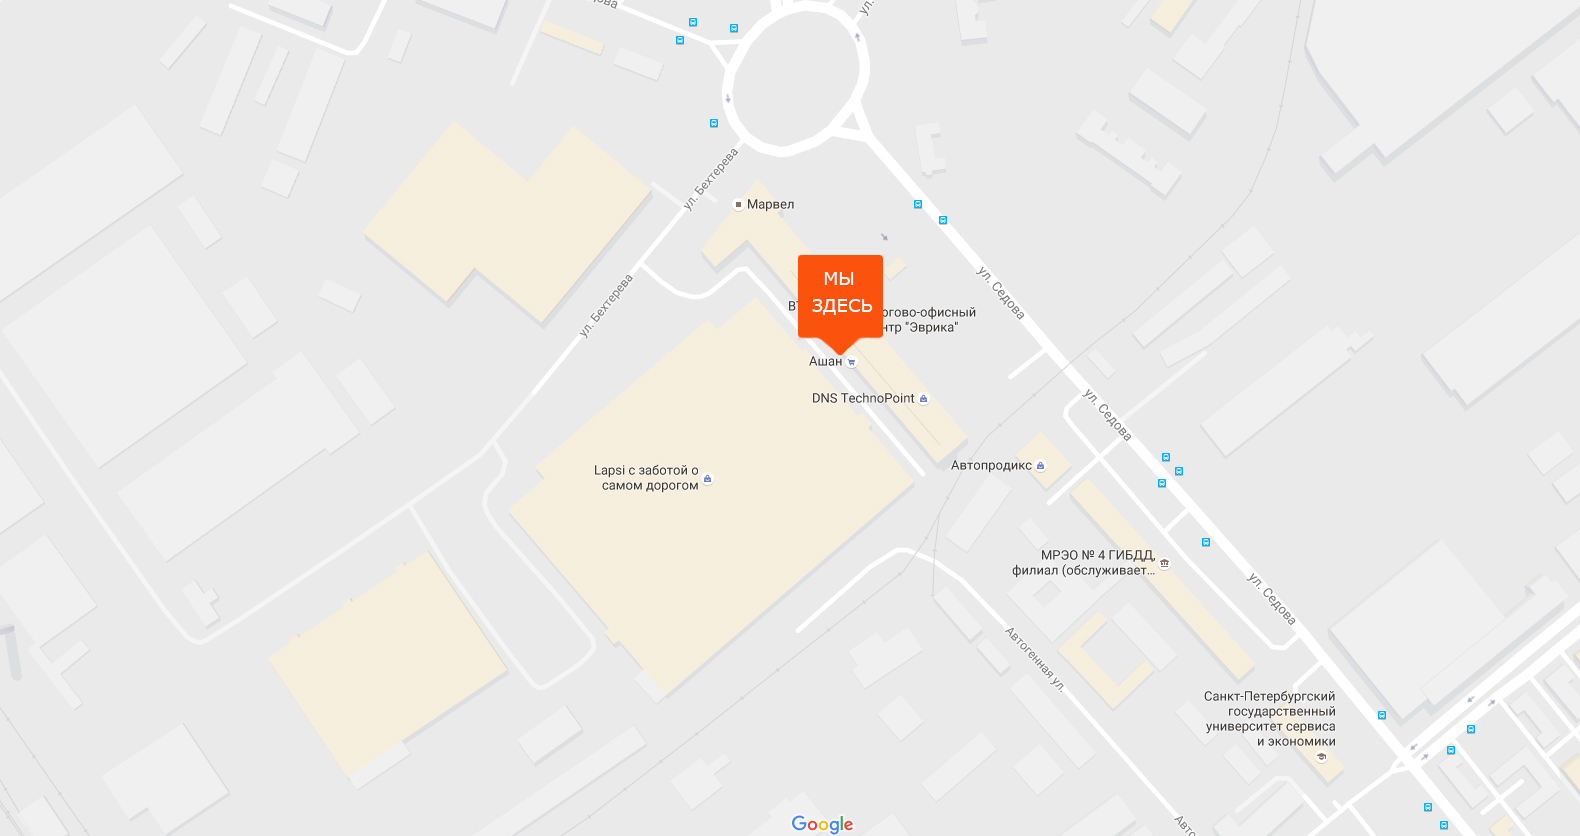 ул. Бехтерева
Марвел
МЫ
ЗДЕСЬ
ул. Седова
ргово-офисный
нтр "Эврика"
ул. Бехтерева
Ашан
DNS TechnoPoint
ул. Седова
Автопродикс
Lapsi с заботой о
самом дорогом
МРЭО № 4 ГИБДД,
филиал (обслуживает...
ул. Седова
Автогенная ул.
Санкт-Петербургский
государственный
университет сервиса
и экономики
Google